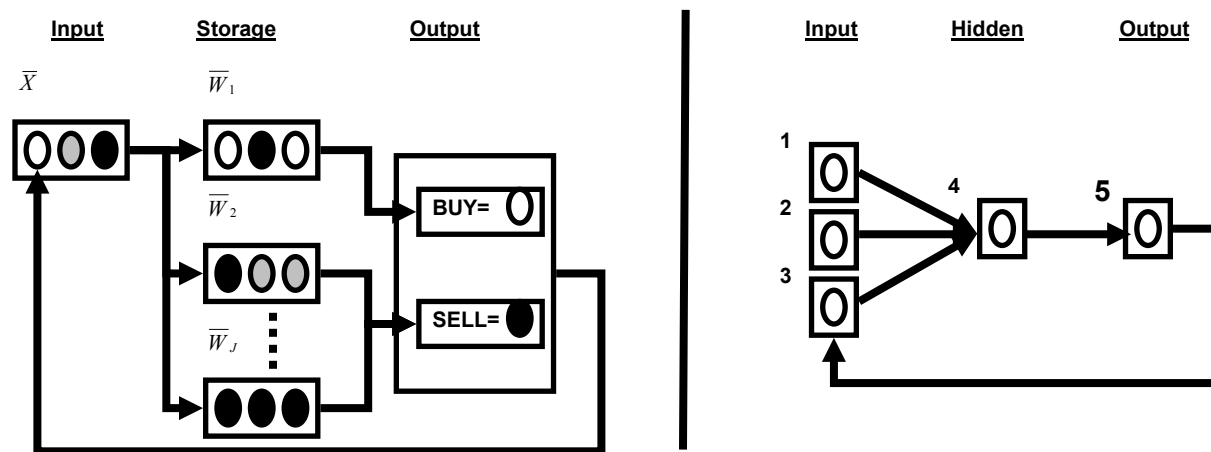 Input Storage Output
X̅
W̅₁
W̅₂
W̅J
BUY=
SELL=
Input Hidden Output
1
2
3
4
5